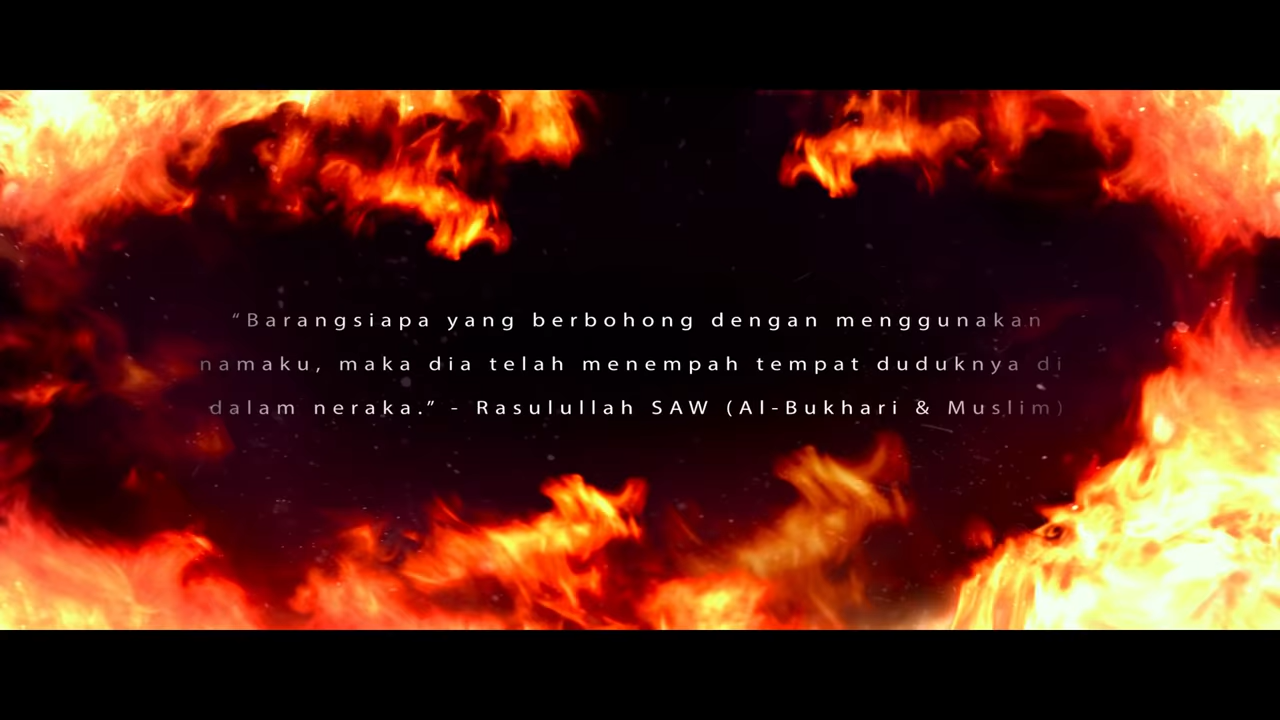 “Barangsiapa yang berbohong dengan menggunakan
namaku, maka dia telah menempah tempat duduknya di
dalam neraka.” - Rasulullah SAW (Al-Bukhari & Muslim)